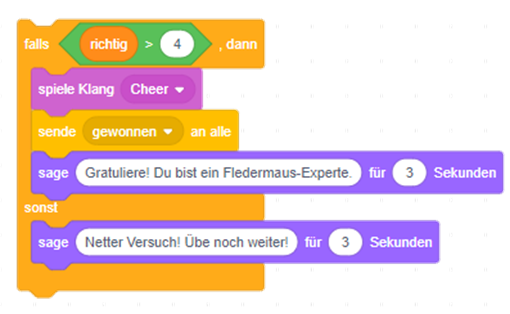 falls richtig > 4 , dann
spiele Klang Cheer
sende gewonnen an alle
sage Gratuliere! Du bist ein Fledermaus-Experte. für 3 Sekunden
sonst
sage Netter Versuch! Übe noch weiter! für 3 Sekunden